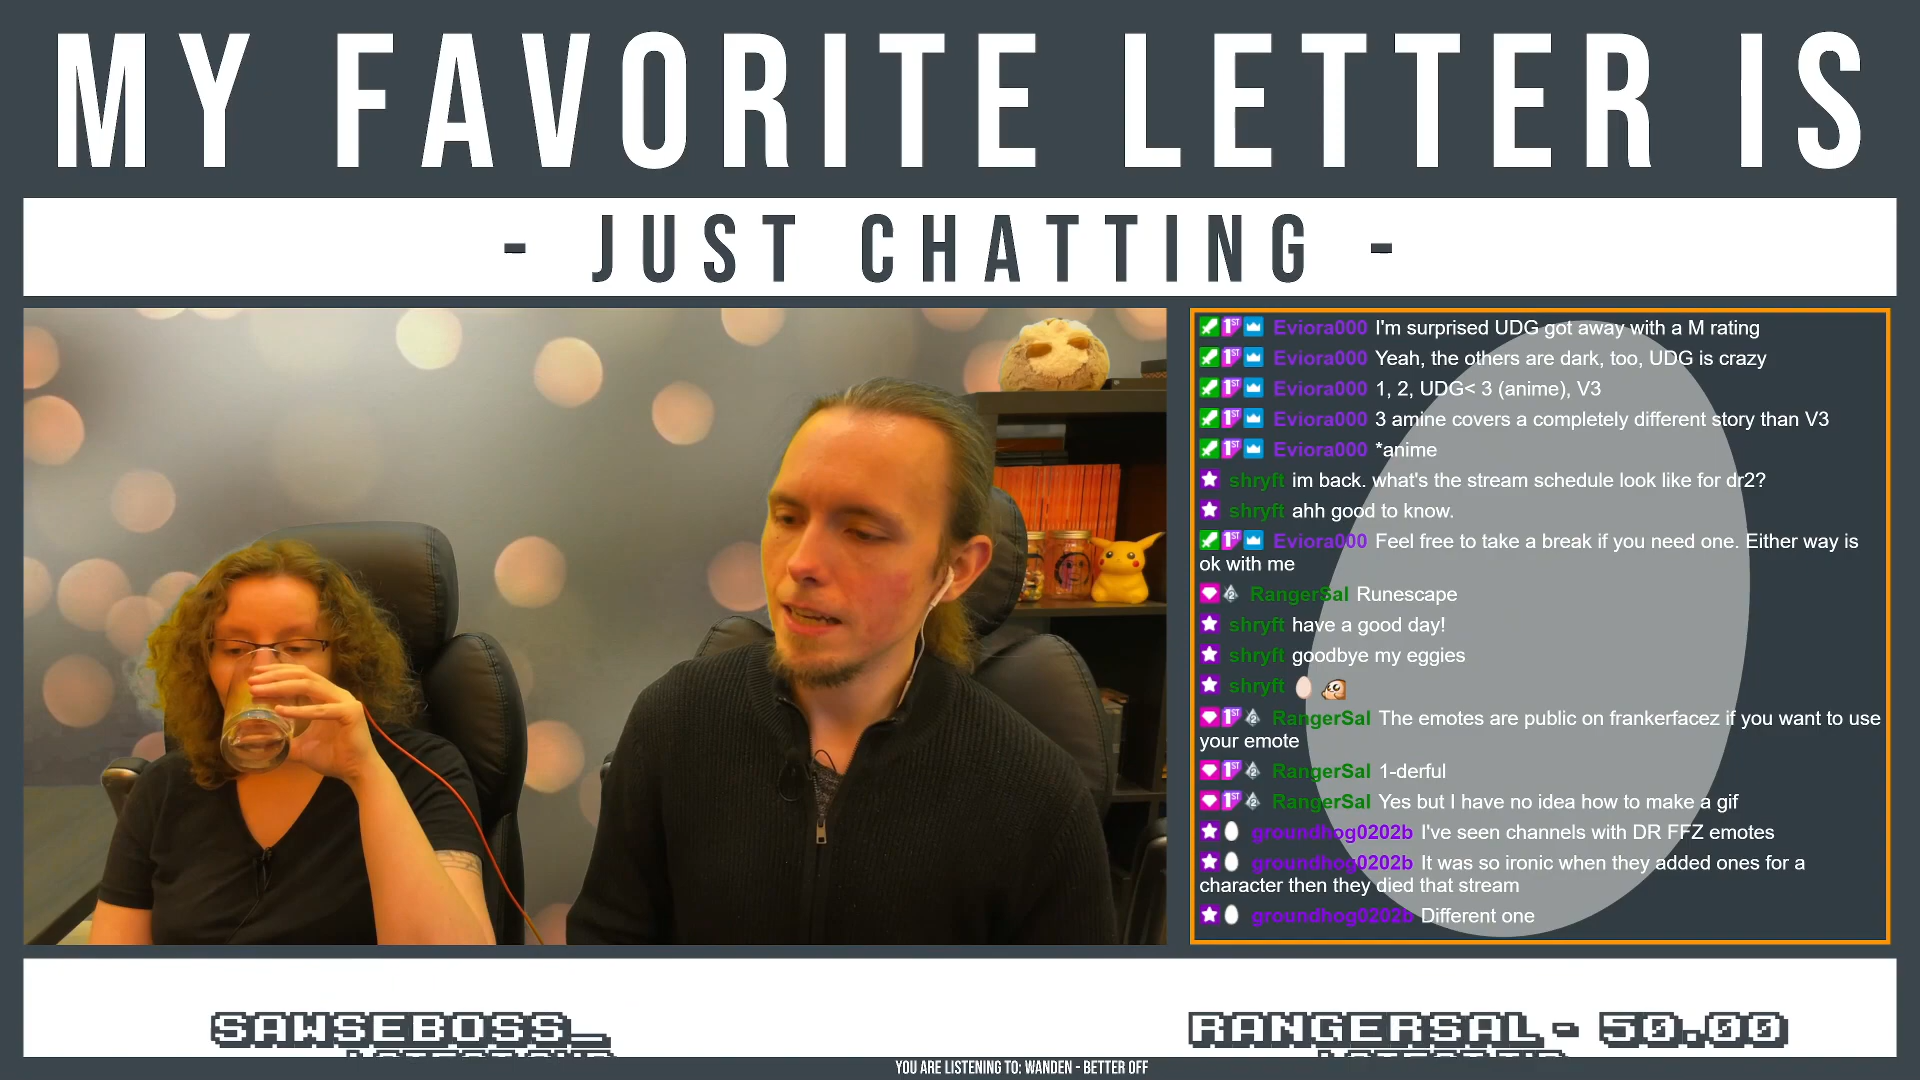 MY FAVORITE LETTER IS
- JUST CHATTING -
Eviora000 I'm surprised UDG got away with a M rating
Eviora000 Yeah, the others are dark, too, UDG is crazy
Eviora000 1, 2, UDG< 3 (anime), V3
Eviora000 3 amine covers a completely different story than V3
Eviora000 *anime
shryft im back. what's the stream schedule look like for dr2?
shryft ahh good to know.
Eviora000 Feel free to take a break if you need one. Either way is
ok with me
RangerSal Runescape
shryft have a good day!
shryft goodbye my eggies
shryft
RangerSal The emotes are public on frankerfacez if you want to use
your emote
RangerSal 1-derful
RangerSal Yes but I have no idea how to make a gif
groundhog0202b I've seen channels with DR FFZ emotes
groundhog0202b It was so ironic when they added ones for a
character then they died that stream
groundhog0202b Different one
SAWSEBOSS_
RANGERSAL - 50.00
YOU ARE LISTENING TO: WANDEN - BETTER OFF